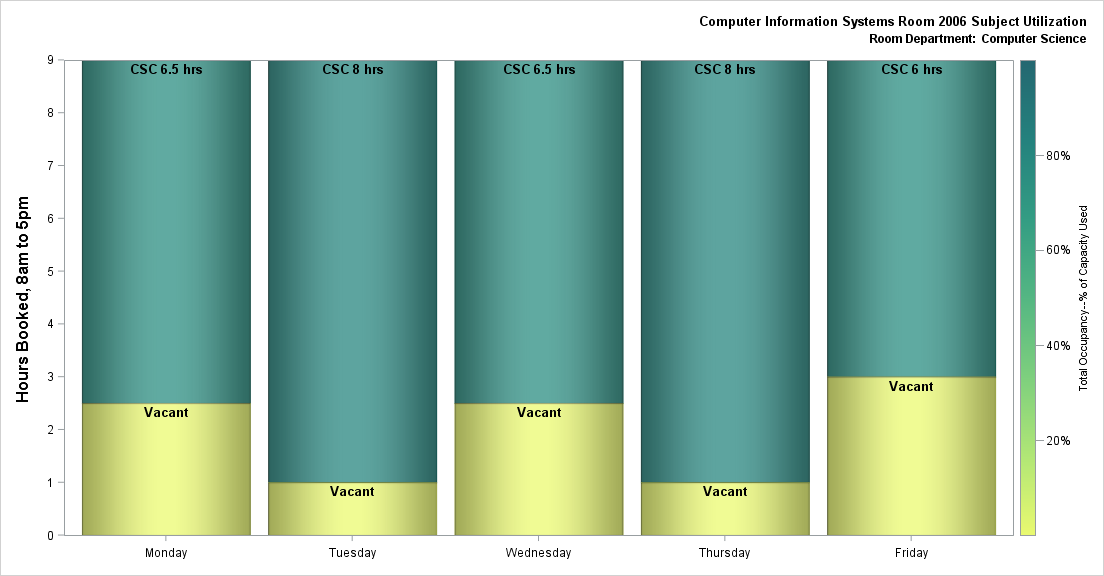 Computer Information Systems Room 2006 Subject Utilization
Room Department: Computer Science
Hours Booked, 8am to 5pm
9
8
7
6
5
4
3
2
1
0
CSC 6.5 hrs
CSC 8 hrs
CSC 6.5 hrs
CSC 8 hrs
CSC 6 hrs
Vacant
Vacant
Vacant
Vacant
Vacant
Monday
Tuesday
Wednesday
Thursday
Friday
80%
60%
40%
20%
Total Occupancy--% of Capacity Used